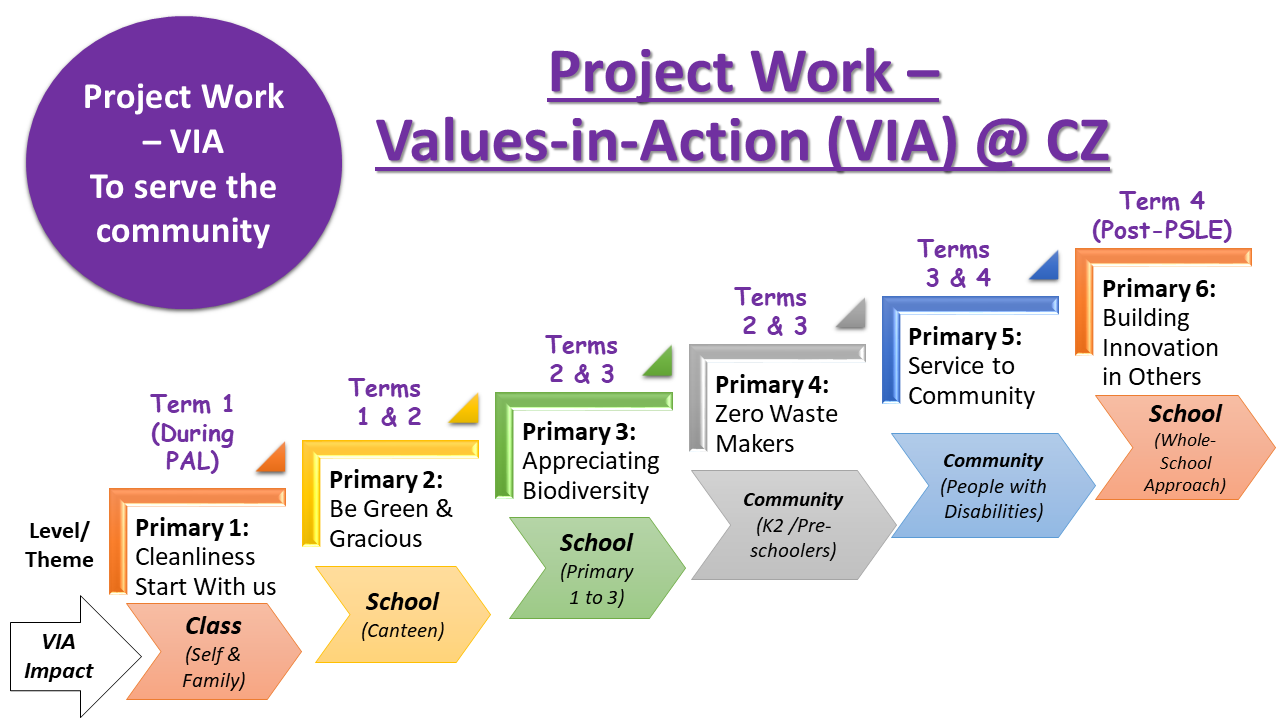 Project Work
– VIA
To serve the
community
Project Work –
Values-in-Action (VIA) @ CZ
Level/
Theme
VIA
Impact
Term 1
(During
PAL)
Primary 1:
Cleanliness
Start With us
Class
(Self &
Family)
Terms
1 & 2
Primary 2:
Be Green &
Gracious
School
(Canteen)
Terms
2 & 3
Primary 3:
Appreciating
Biodiversity
School
(Primary
1 to 3)
Terms
2 & 3
Primary 4:
Zero Waste
Makers
Community
(K2 /Pre-
schoolers)
Terms
3 & 4
Primary 5:
Service to
Community
Community
(People with
Disabilities)
Term 4
(Post-PSLE)
Primary 6:
Building
Innovation
in Others
School
(Whole-
School
Approach)